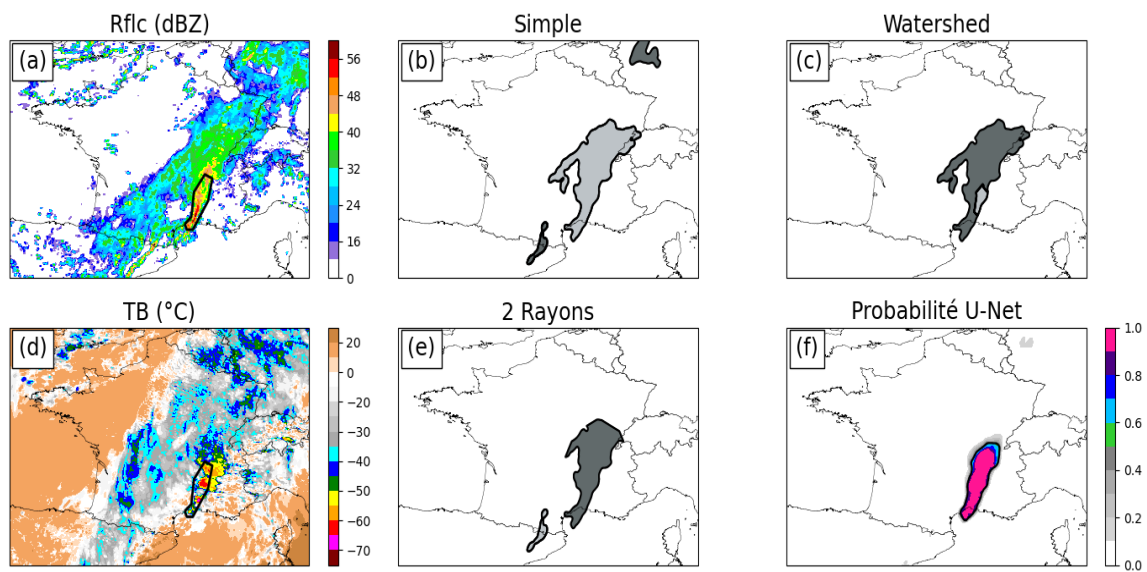 Rflc (dBZ)
Simple
Watershed
(a)
56
48
40
32
24
16
0
(b)
(c)
TB (°C)
2 Rayons
Probabilité U-Net
(d)
20
0
−20
−30
−40
−50
−60
−70
(e)
(f)
1.0
0.8
0.6
0.4
0.2
0.0